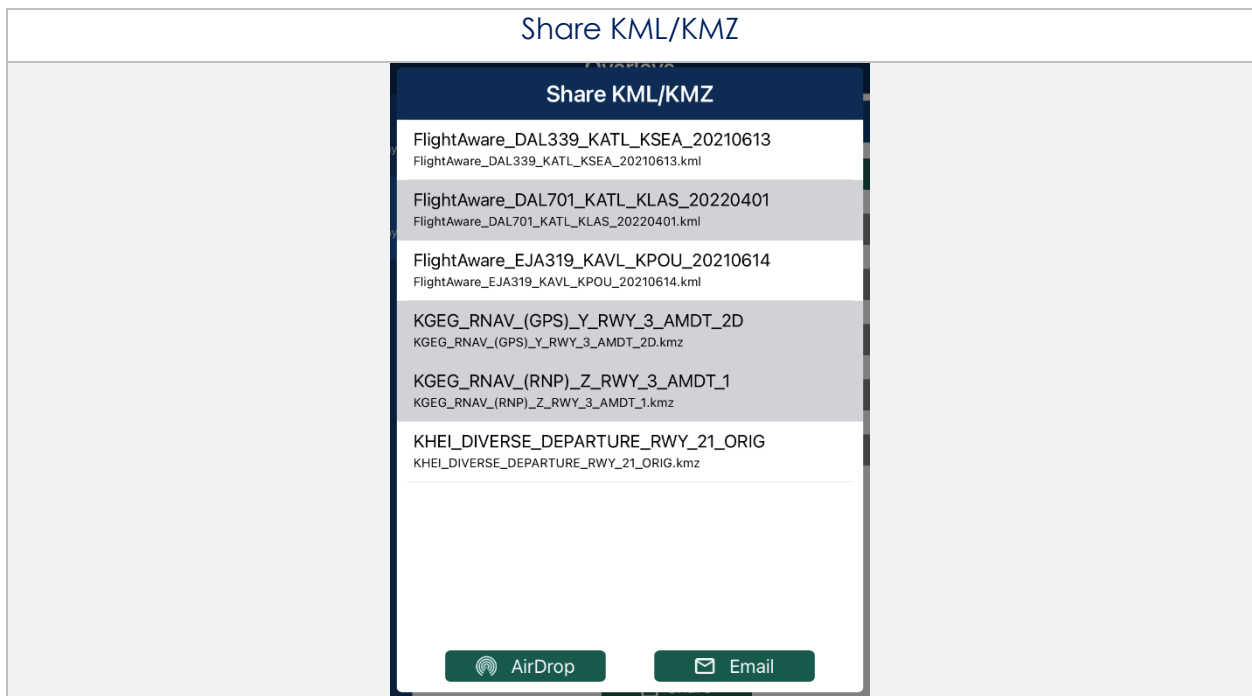 Share KML/KMZ
Overlays
Share KML/KMZ
FlightAware_DAL339_KATL_KSEA_20210613
FlightAware_DAL339_KATL_KSEA_20210613.kml
FlightAware_DAL701_KATL_KLAS_20220401
FlightAware_DAL701_KATL_KLAS_20220401.kml
FlightAware_EJA319_KAVL_KPOU_20210614
FlightAware_EJA319_KAVL_KPOU_20210614.kml
KGEG_RNAV_(GPS)_Y_RWY_3_AMDT_2D
KGEG_RNAV_(GPS)_Y_RWY_3_AMDT_2D.kmz
KGEG_RNAV_(RNP)_Z_RWY_3_AMDT_1
KGEG_RNAV_(RNP)_Z_RWY_3_AMDT_1.kmz
KHEI_DIVERSE_DEPARTURE_RWY_21_ORIG
KHEI_DIVERSE_DEPARTURE_RWY_21_ORIG.kmz
AirDrop Email